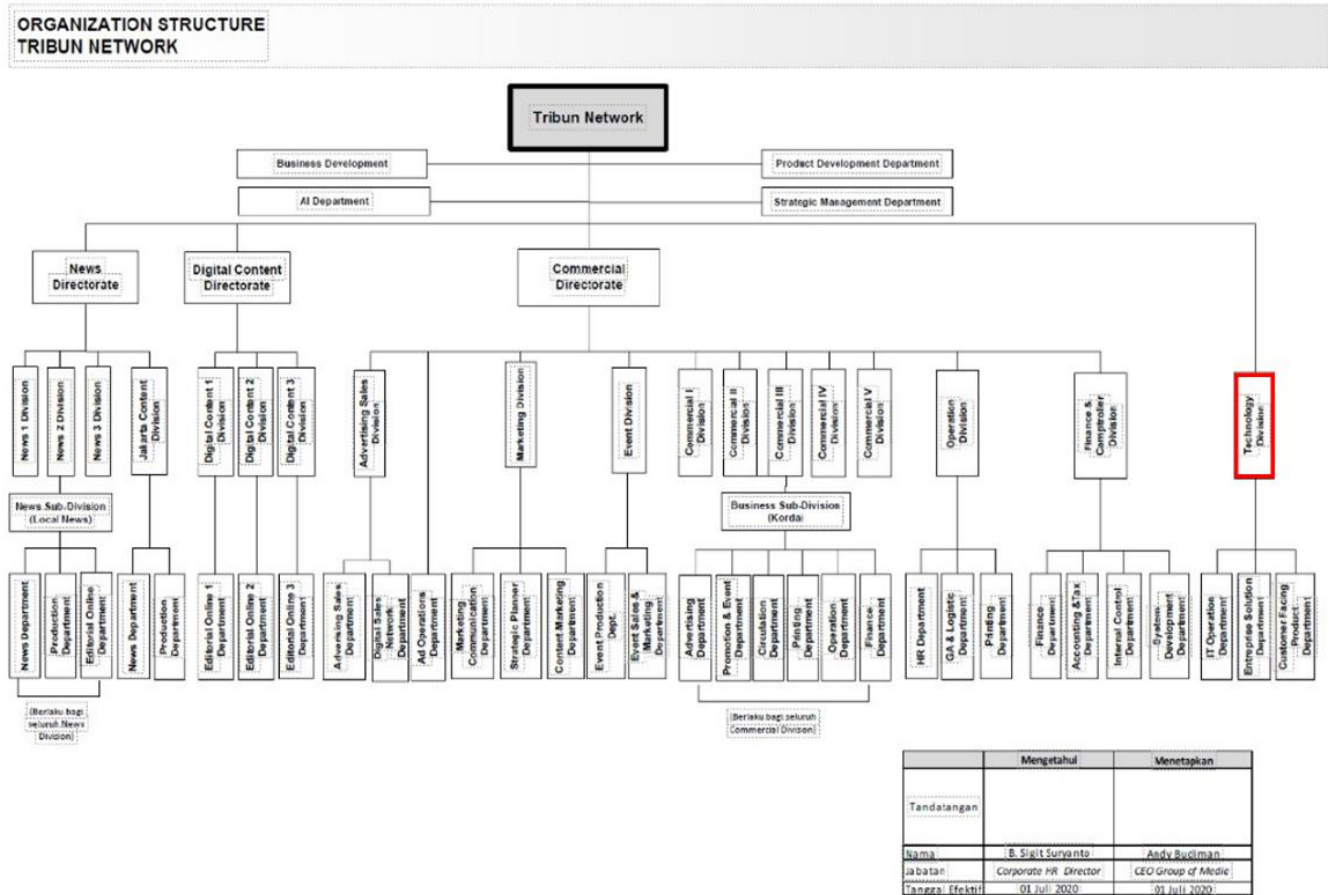 ORGANIZATION STRUCTURE
TRIBUN NETWORK
Tribun Network
Business Development
Product Development Department
AI Department
Strategic Management Department
News
Directorate
Digital Content
Directorate
Commercial
Directorate
News 1 Division
News 2 Division
News 3 Division
Jakarta Content
Division
Digital Content 1
Division
Digital Content 2
Division
Digital Content 3
Division
Advertising Sales
Division
Marketing Division
Event Division
Commercial I
Division
Commercial II
Division
Commercial III
Division
Commercial IV
Division
Commercial V
Division
Operation
Division
Finance &
Camptroller
Division
Technology
Division
News Sub-Division
(Local News)
Business Sub-Division
(Korda)
News Department
Production
Department
Editorial Online
Department
News Department
Production
Department
Editorial Online 1
Department
Editorial Online 2
Department
Editorial Online 3
Department
Advertising Sales
Department
Digital Sales
Network
Department
Ad Operations
Department
Marketing
Comunication
Department
Strategic Planner
Department
Content Marketing
Department
Event Production
Dept.
Event Sales &
Marketing
Department
Advertising
Department
Promotion & Event
Department
Circulation
Department
Printing
Department
Operation
Department
Finance
Department
HR Department
GA & Logistic
Department
Printing
Department
Finance
Department
Accounting &Tax
Department
Internal Control
Department
System
Development
Department
IT Operation
Department
Enterprise Solution
Department
Customer Facing
Product
Department
(Berlaku bagi
seluruh News
Division)
(Berlaku bagi seluruh
Commercial Division)
Mengetahui Menetapkan
Tandatangan
Nama B. Sigit Suryanto Andy Budiman
Jabatan Corporate HR Director CEO Group of Media
Tanggal Efektif 01 Juli 2020 01 Juli 2020